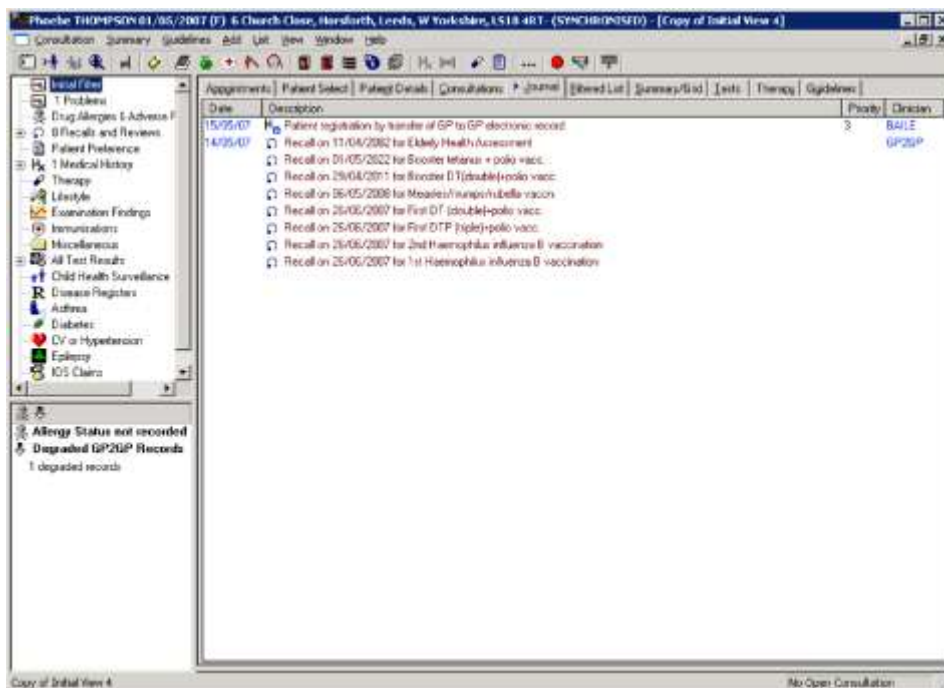 Phoebe THOMPSON 01/05/2007 (F) 6 Church Close, Horsforth, Leeds, W Yorkshire, LS18 4RT - (SYNCHRONISED) - [Copy of Initial View 4]
Consultation Summary Guidelines Add List View Window Help
Appointments Patient Select Patient Details Consultations Journal Filtered List Summary/Grid Tests Therapy Guidelines
Date Description Priority Clinician
15/05/07 Patient registration by transfer of GP to GP electronic record 3 BAILE
14/05/07 Recall on 11/04/2082 for Elderly Health Assessment GP2GP
Recall on 01/05/2022 for Booster tetanus + polio vacc.
Recall on 29/04/2011 for Booster DT(double)+polio vacc
Recall on 06/05/2008 for Measles/mumps/rubella vaccn
Recall on 26/06/2007 for First DT (double)+polio vacc.
Recall on 26/06/2007 for First DTP (triple)+polio vacc.
Recall on 26/06/2007 for 2nd Haemophilus influenza B vaccination
Recall on 26/06/2007 for 1st Haemophilus influenza B vaccination
Initial Filter
1 Problems
Drug Allergies & Adverse R
8 Recalls and Reviews
Patient Preference
1 Medical History
Therapy
Lifestyle
Examination Findings
Immunisations
Miscellaneous
All Test Results
Child Health Surveillance
Disease Registers
Asthma
Diabetes
CV or Hypertension
Epilepsy
IOS Claims
Allergy Status not recorded
Degraded GP2GP Records
1 degraded records
Copy of Initial View 4 No Open Consultation